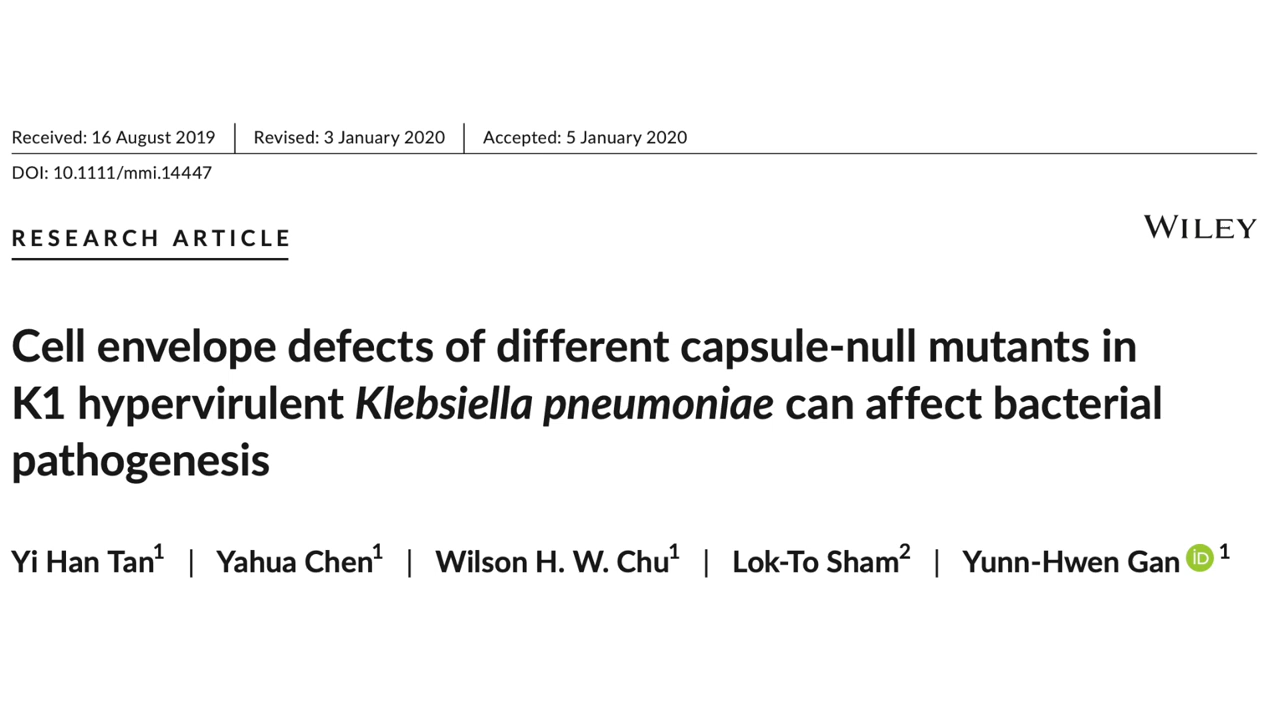 Received: 16 August 2019 | Revised: 3 January 2020 | Accepted: 5 January 2020
DOI: 10.1111/mmi.14447
WILEY
RESEARCH ARTICLE
Cell envelope defects of different capsule-null mutants in
K1 hypervirulent Klebsiella pneumoniae can affect bacterial
pathogenesis
Yi Han Tan1 | Yahua Chen1 | Wilson H. W. Chu1 | Lok-To Sham2 | Yunn-Hwen Gan iD 1